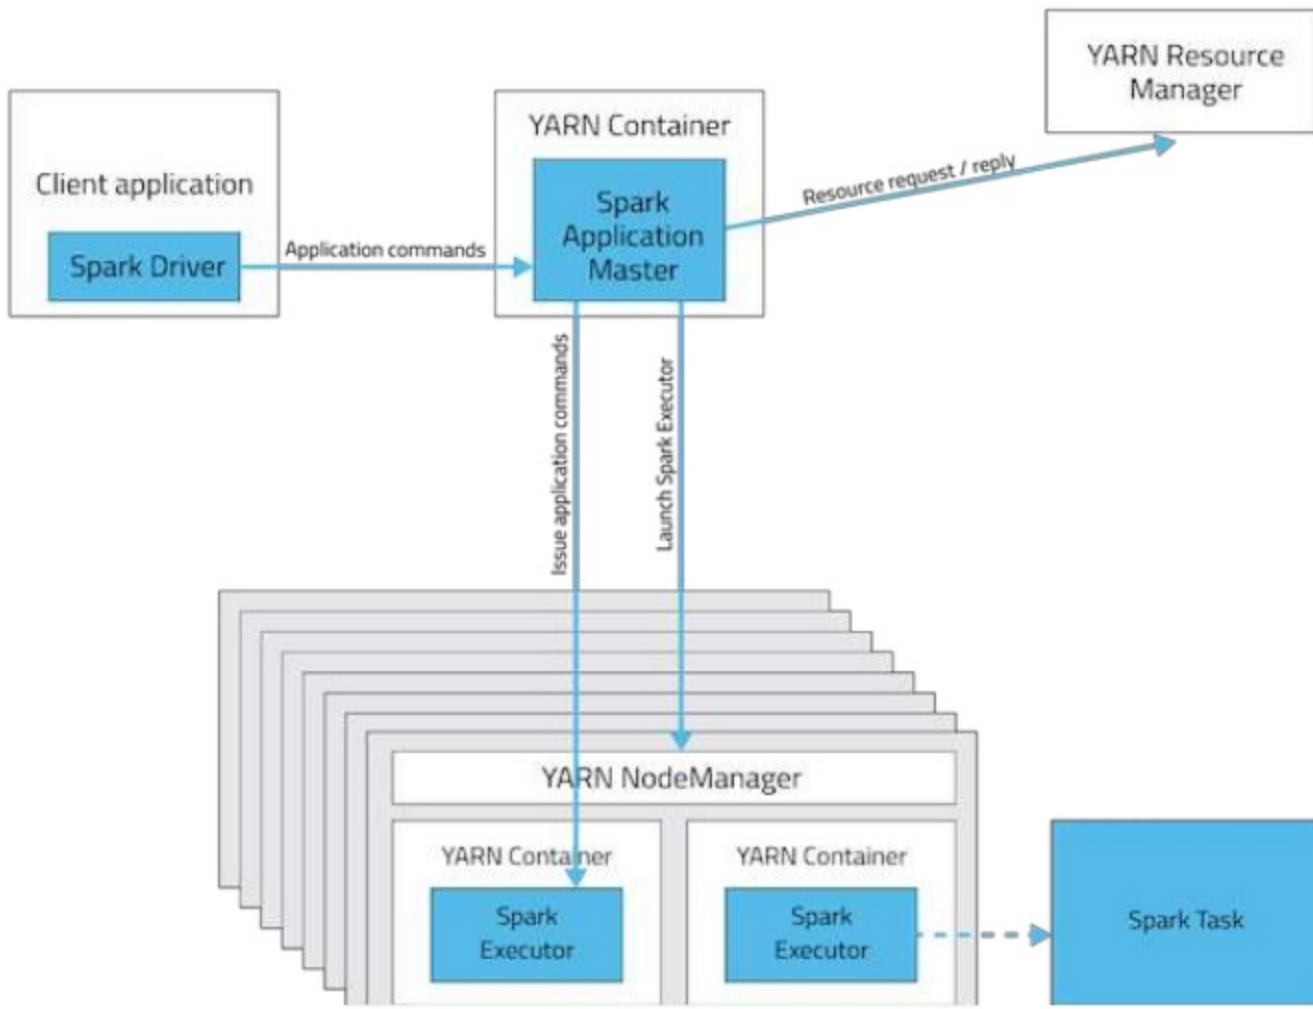 YARN Resource
Manager
YARN Container
Client application
Spark
Application
Master
Spark Driver
Application commands
Resource request / reply
Issue application commands
Launch Spark Executor
YARN NodeManager
YARN Container
YARN Container
Spark
Executor
Spark
Executor
Spark Task